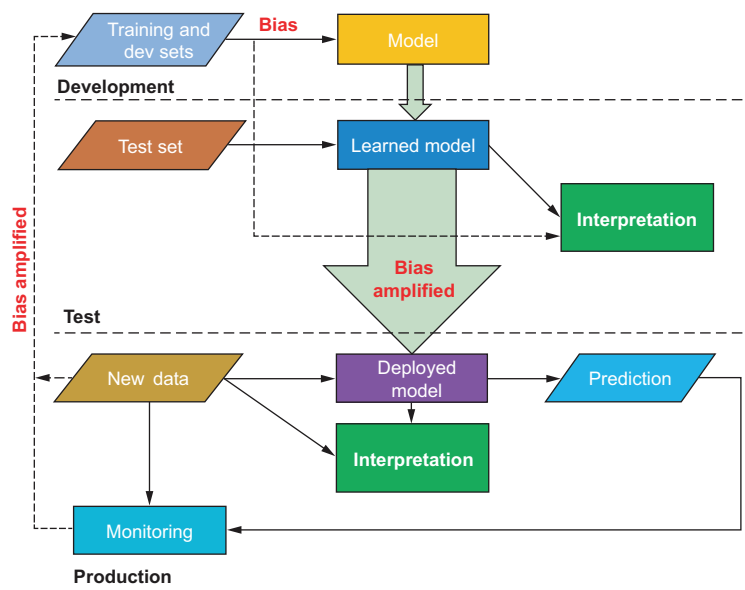 Training and
dev sets
Bias
Model
Development
Test set
Learned model
Interpretation
Bias amplified
Bias
amplified
Test
New data
Deployed
model
Prediction
Interpretation
Monitoring
Production